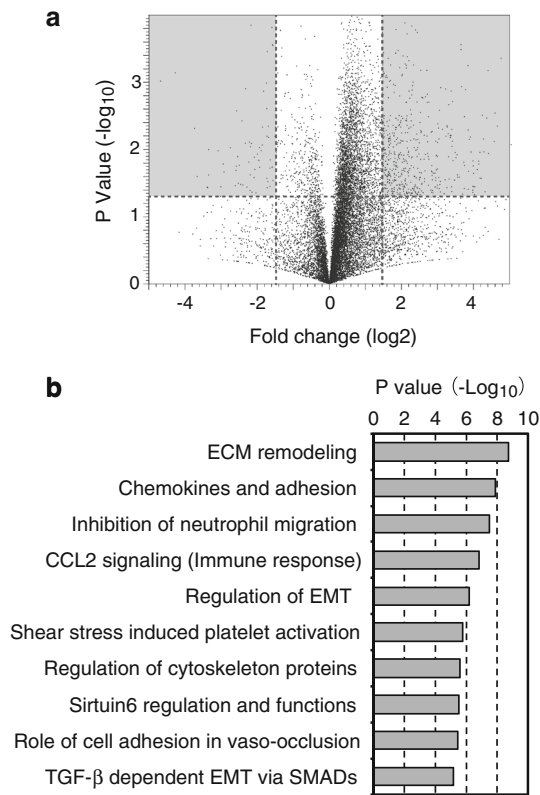 a
P Value (-log10)
3
2
1
0
-4 -2 0 2 4
Fold change (log2)
b
P value (-Log10)
0 2 4 6 8 10
ECM remodeling
Chemokines and adhesion
Inhibition of neutrophil migration
CCL2 signaling (Immune response)
Regulation of EMT
Shear stress induced platelet activation
Regulation of cytoskeleton proteins
Sirtuin6 regulation and functions
Role of cell adhesion in vaso-occlusion
TGF-β dependent EMT via SMADs